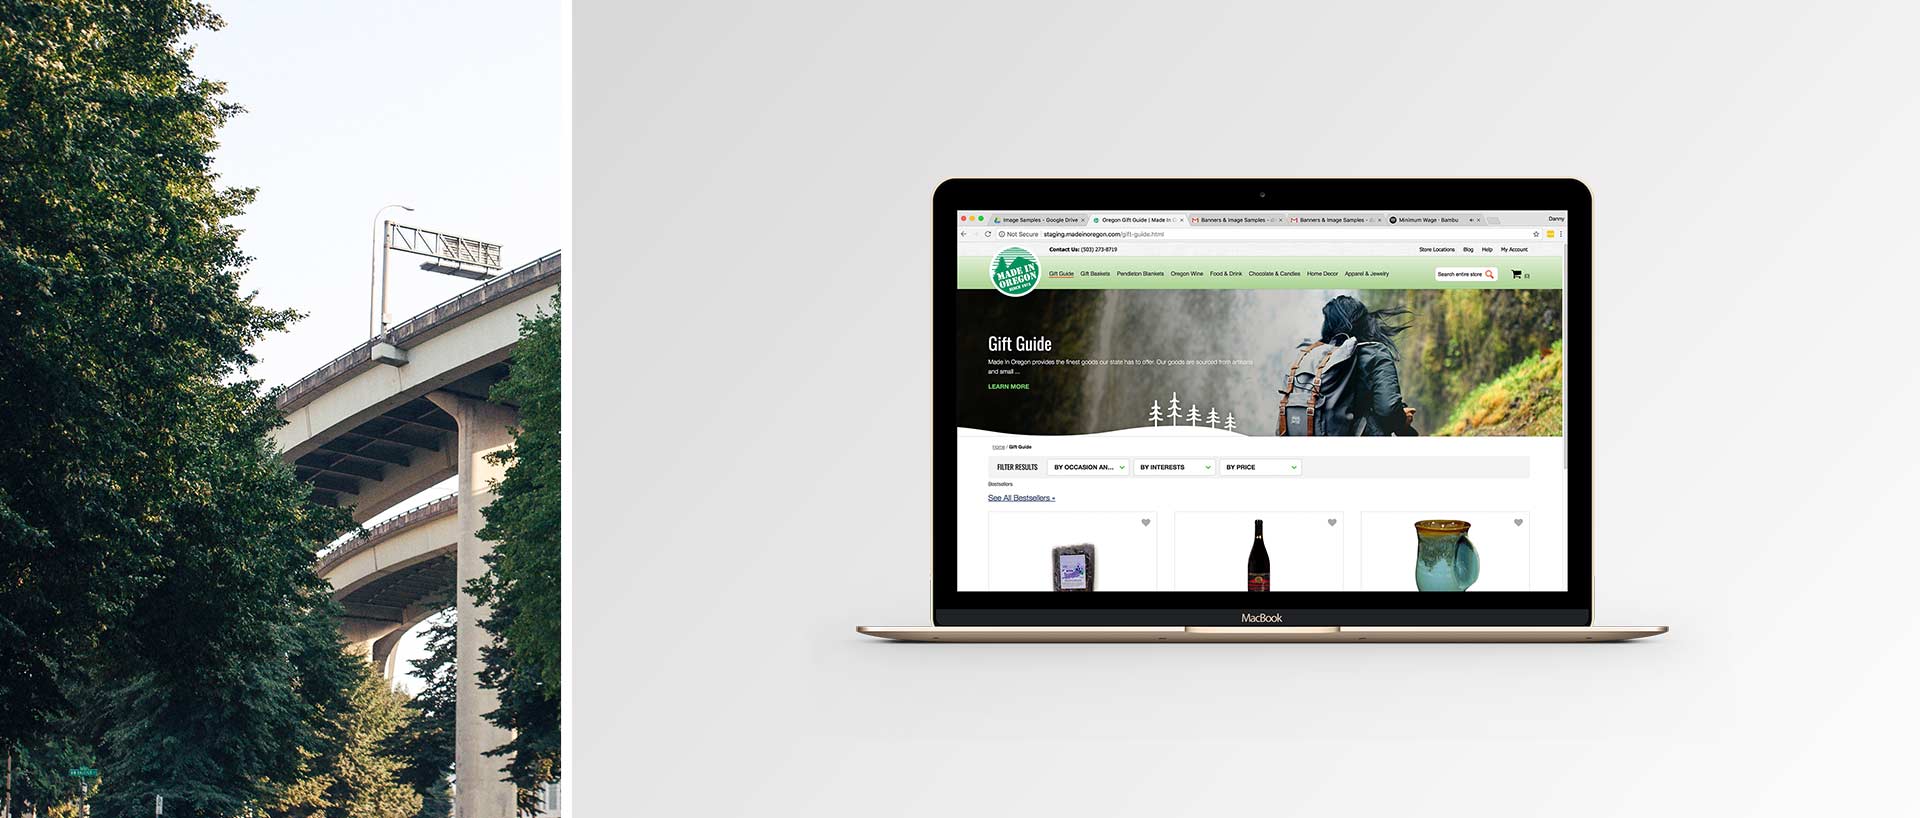 Image Samples - Google Drive
Oregon Gift Guide | Made In O
Banners & Image Samples - d
Banners & Image Samples - d
Minimum Wage · Bambu
Danny
Not Secure
staging.madeinoregon.com/gift-guide.html
Contact Us: (503) 273-8719
Store Locations
Blog
Help
My Account
MADE IN
OREGON
SINCE 1975
Gift Guide
Gift Baskets
Pendleton Blankets
Oregon Wine
Food & Drink
Chocolate & Candies
Home Decor
Apparel & Jewelry
Search entire store
(0)
Gift Guide
Made In Oregon provides the finest goods our state has to offer. Our goods are sourced from artisans
and small ...
LEARN MORE
Home / Gift Guide
FILTER RESULTS
BY OCCASION AN...
BY INTERESTS
BY PRICE
Bestsellers
See All Bestsellers »
MacBook